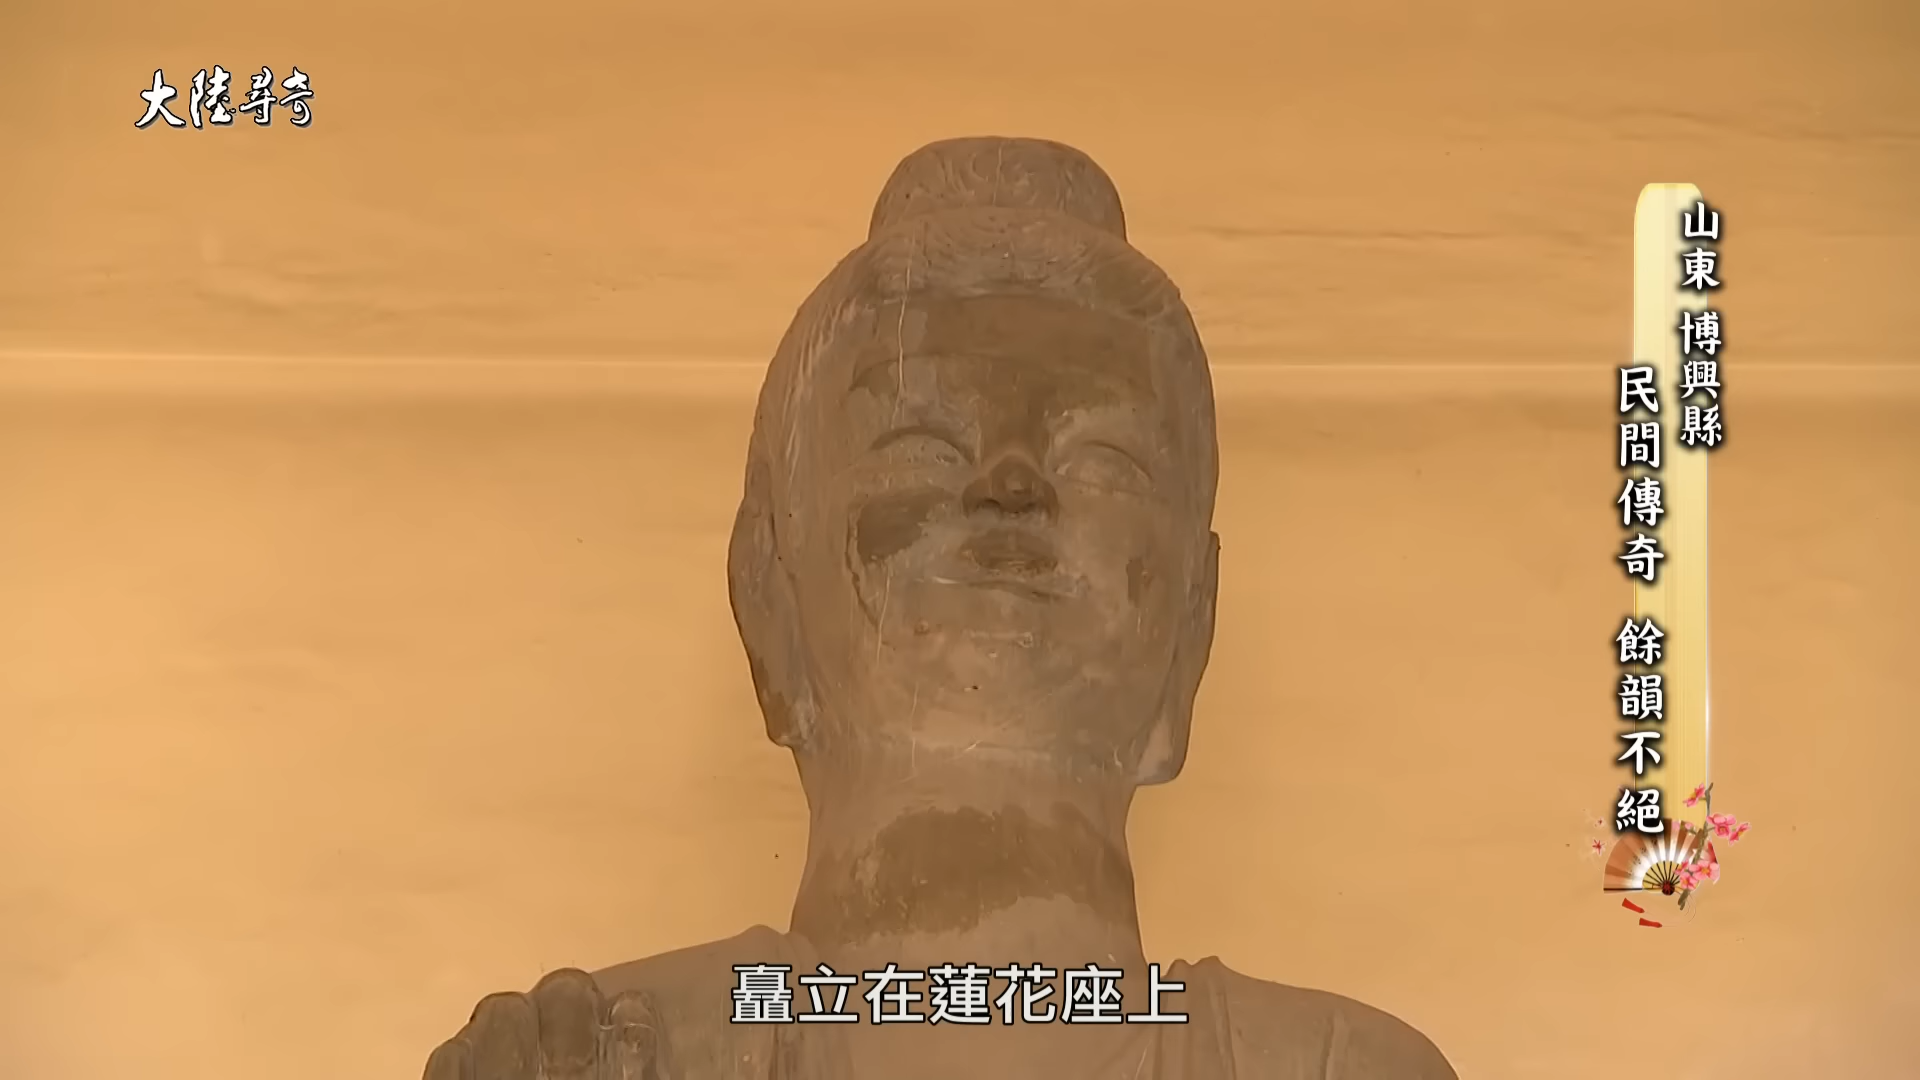 大陸尋奇
山東 博興縣
民間傳奇 餘韻不絕
矗立在蓮花座上